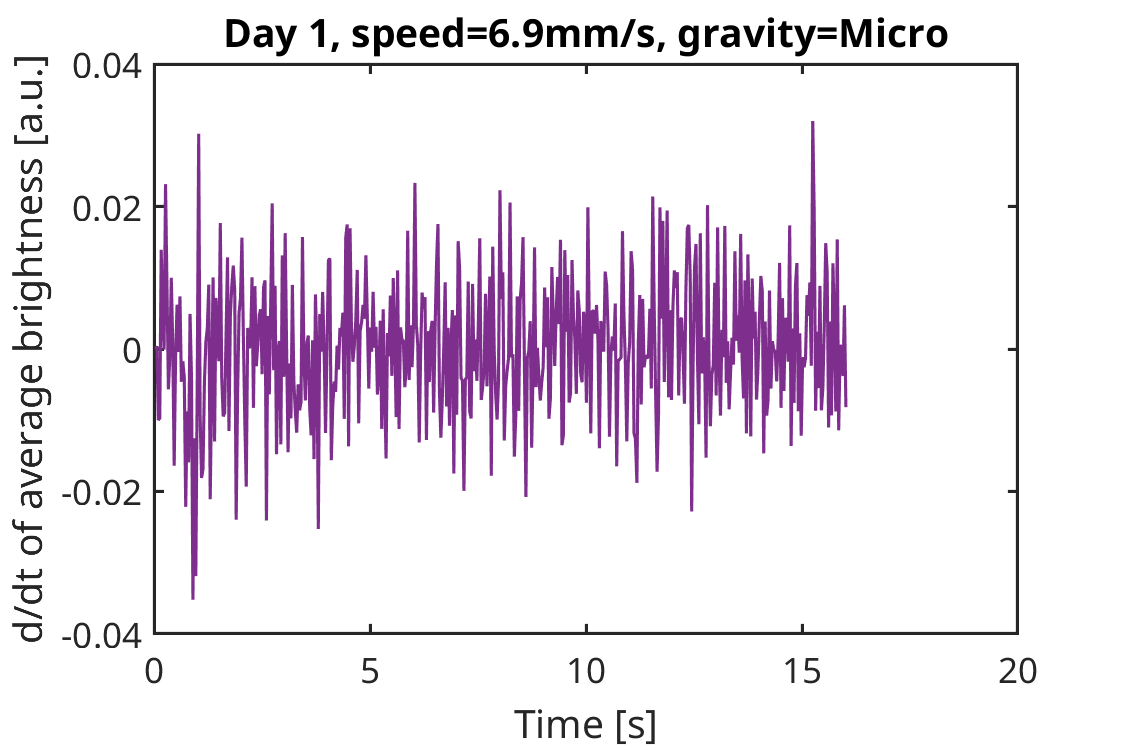 Day 1, speed=6.9mm/s, gravity=Micro
d/dt of average brightness [a.u.]
0.04
0.02
0
-0.02
-0.04
0 5 10 15 20
Time [s]